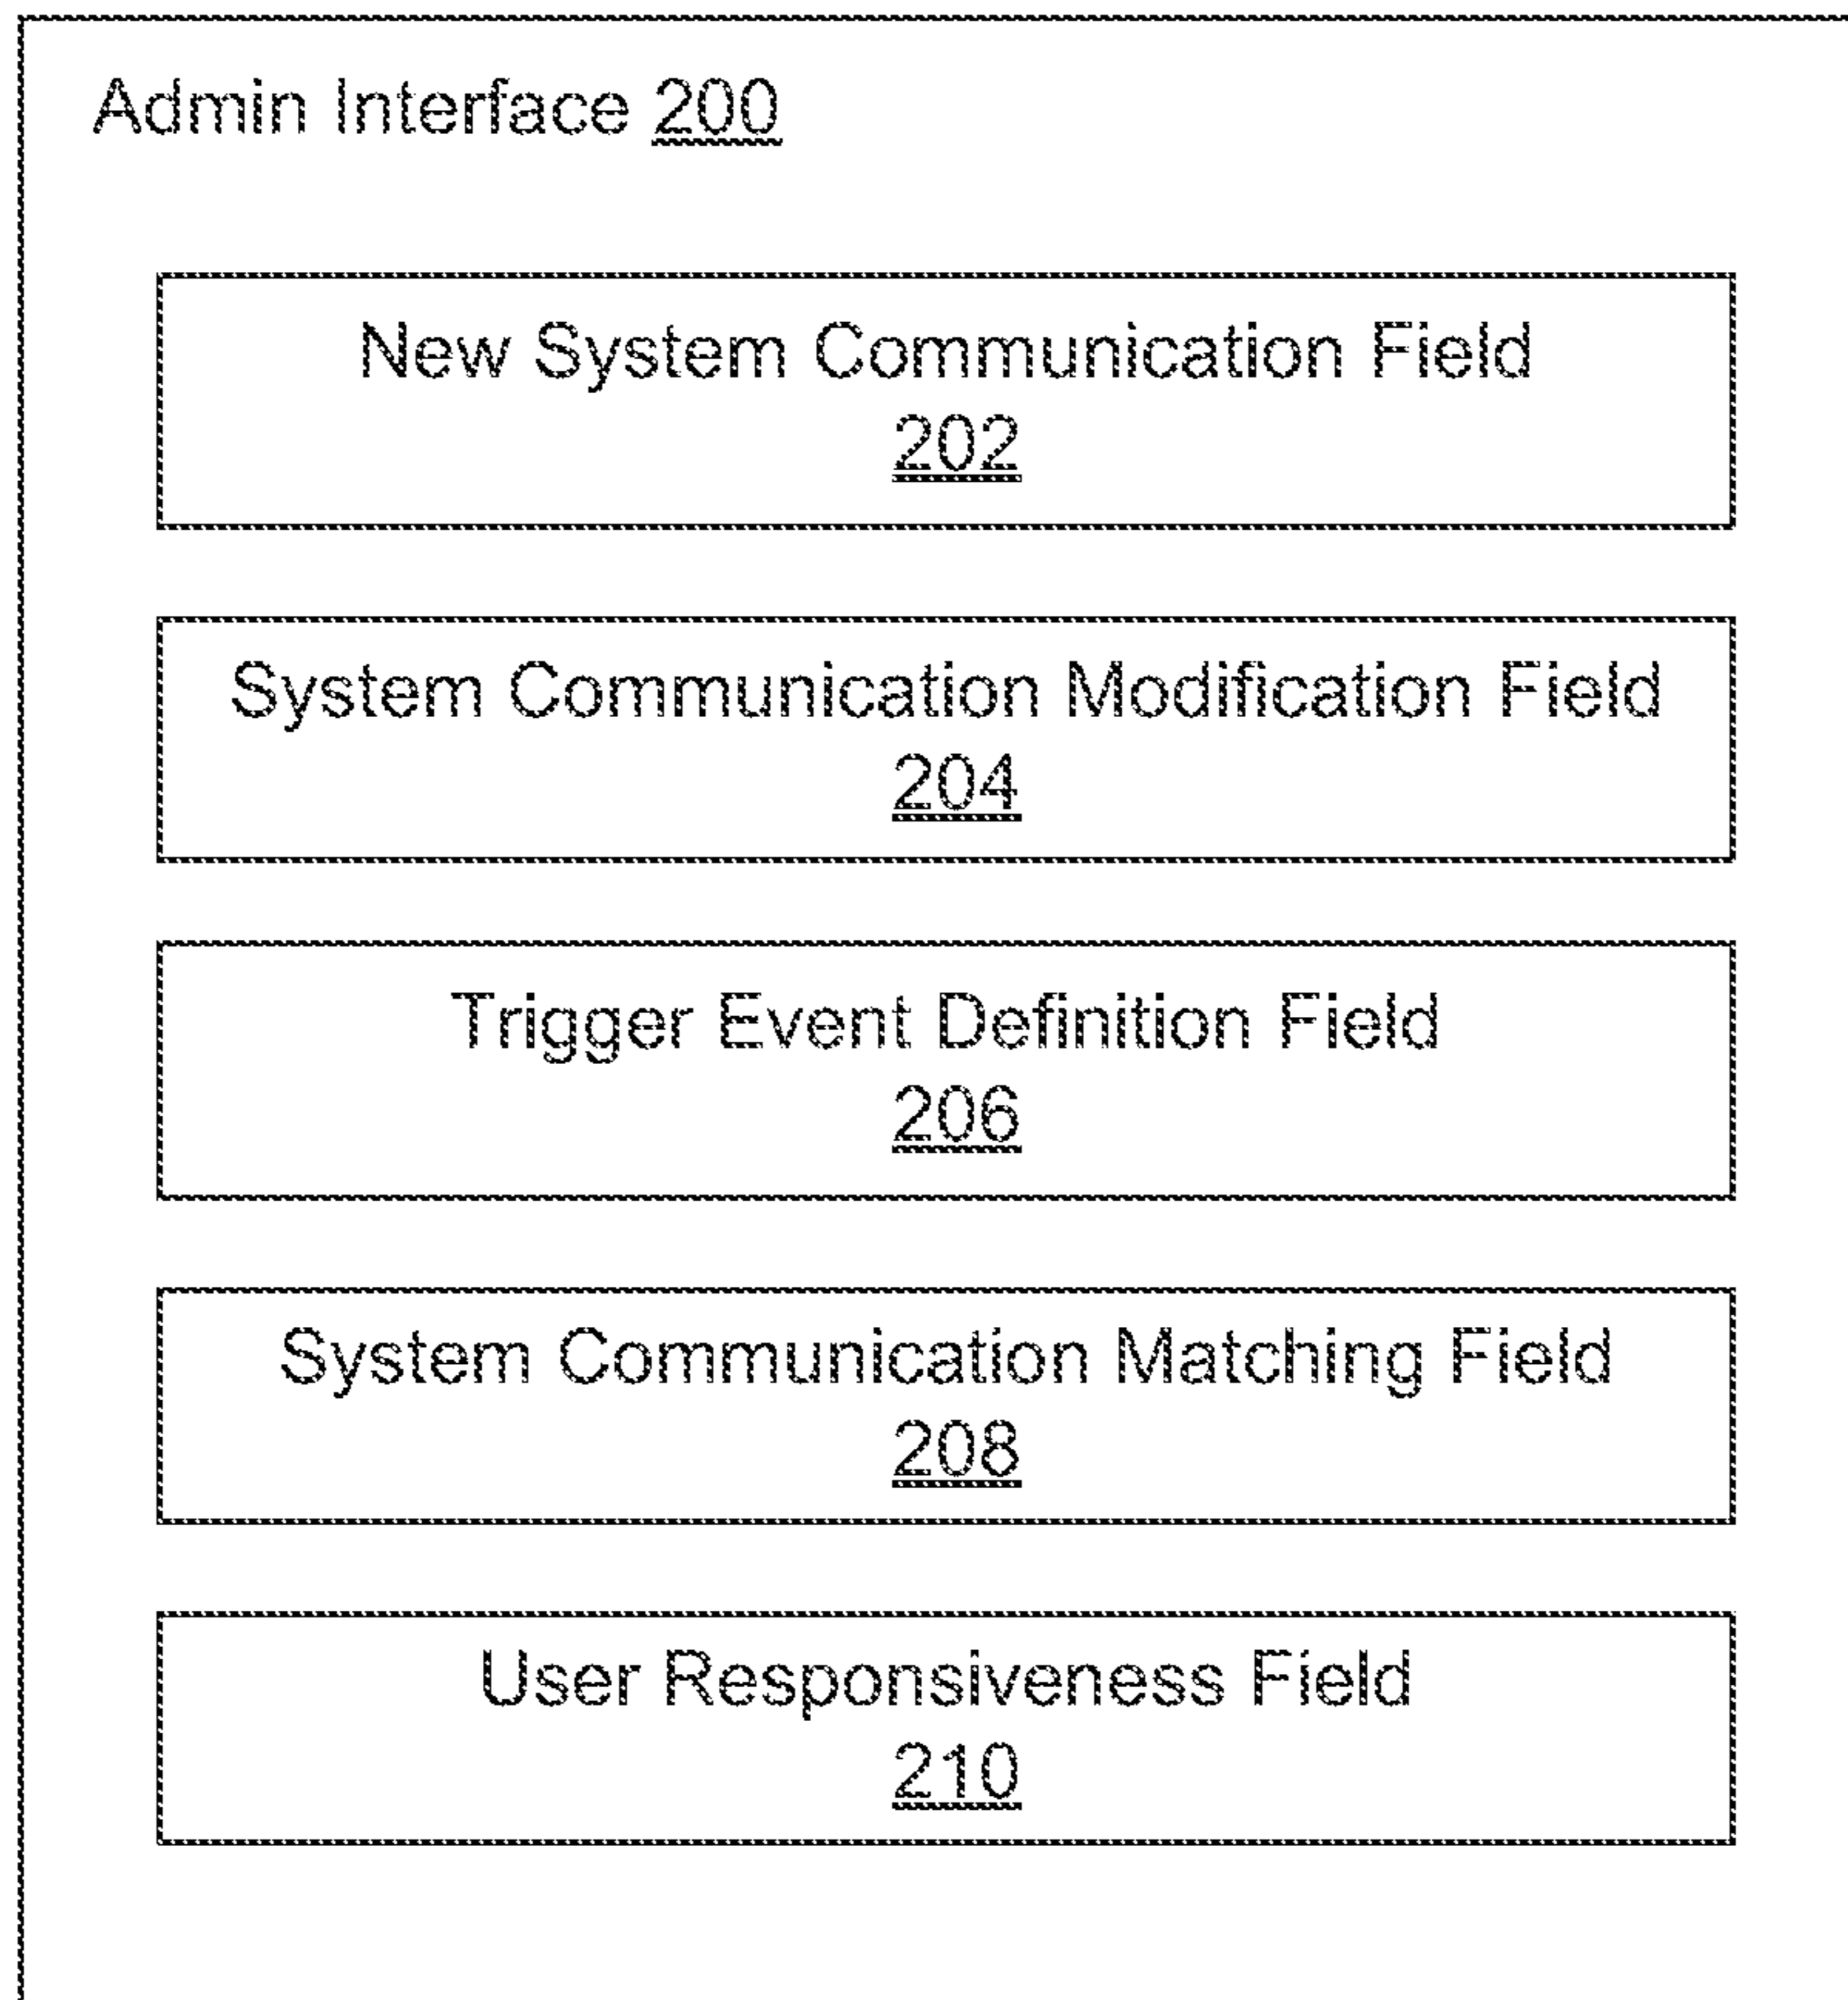 Admin Interface 200
New System Communication Field
202
System Communication Modification Field
204
Trigger Event Definition Field
206
System Communication Matching Field
208
User Responsiveness Field
210